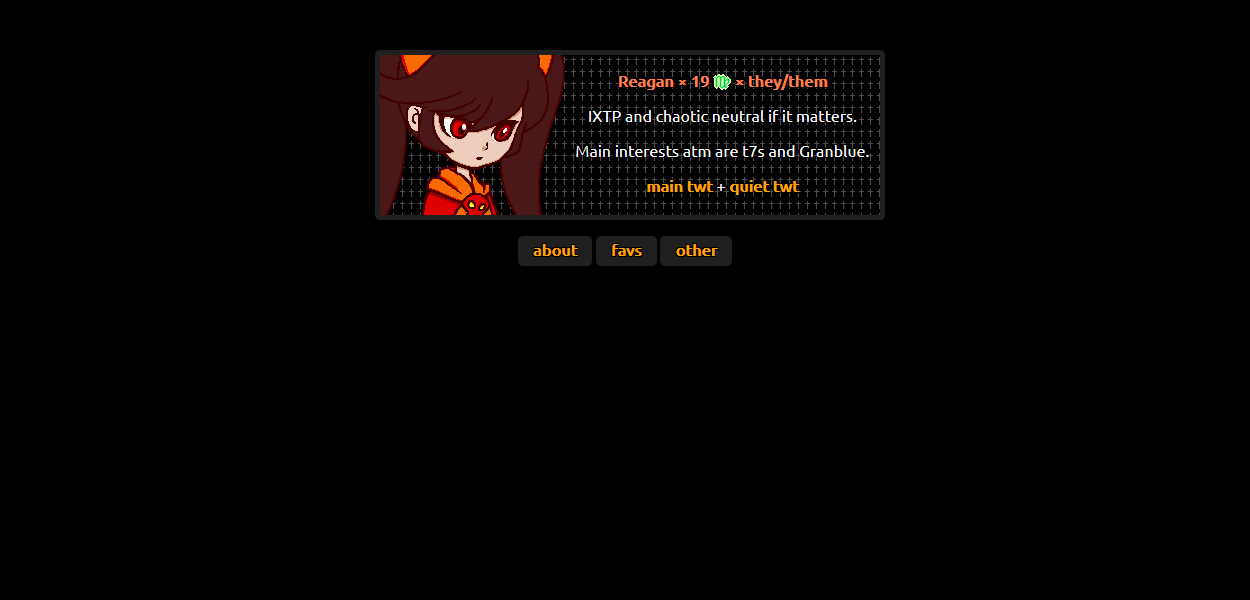 Reagan × 19 ♍ × they/them
IXTP and chaotic neutral if it matters.
Main interests atm are t7s and Granblue.
main twt + quiet twt
about favs other